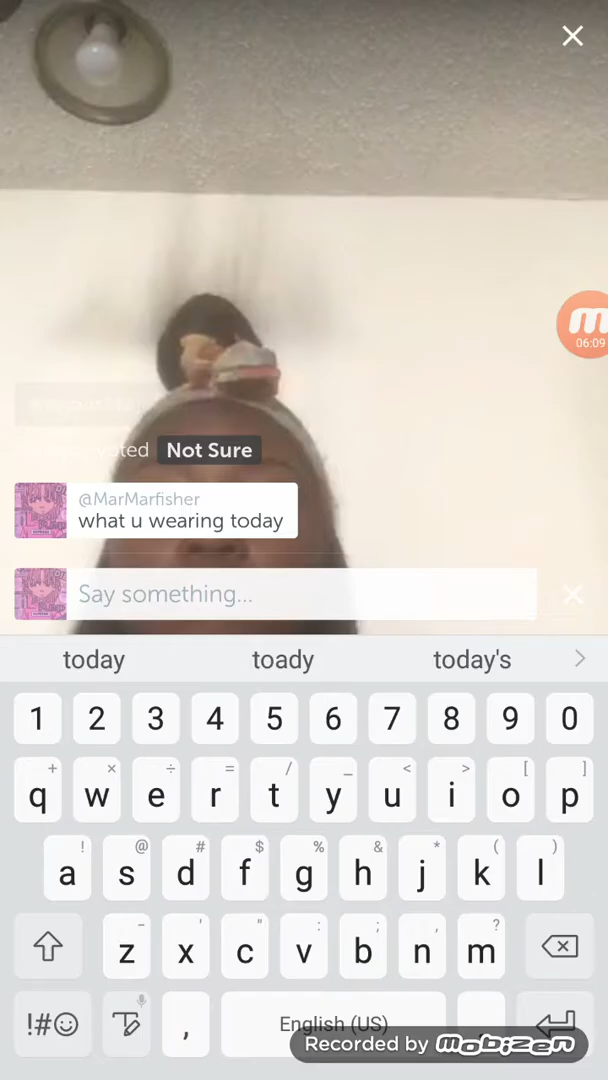 06:09
voted Not Sure
@MarMarfisher
what u wearing today
Say something...
today toady today's
1 2 3 4 5 6 7 8 9 0
+ × ÷ = / _ < > [ ]
q w e r t y u i o p
! @ # $ % & * ( )
a s d f g h j k l
- ' " : ; , ?
z x c v b n m
!#☺ , English (US)
Recorded by mobizen